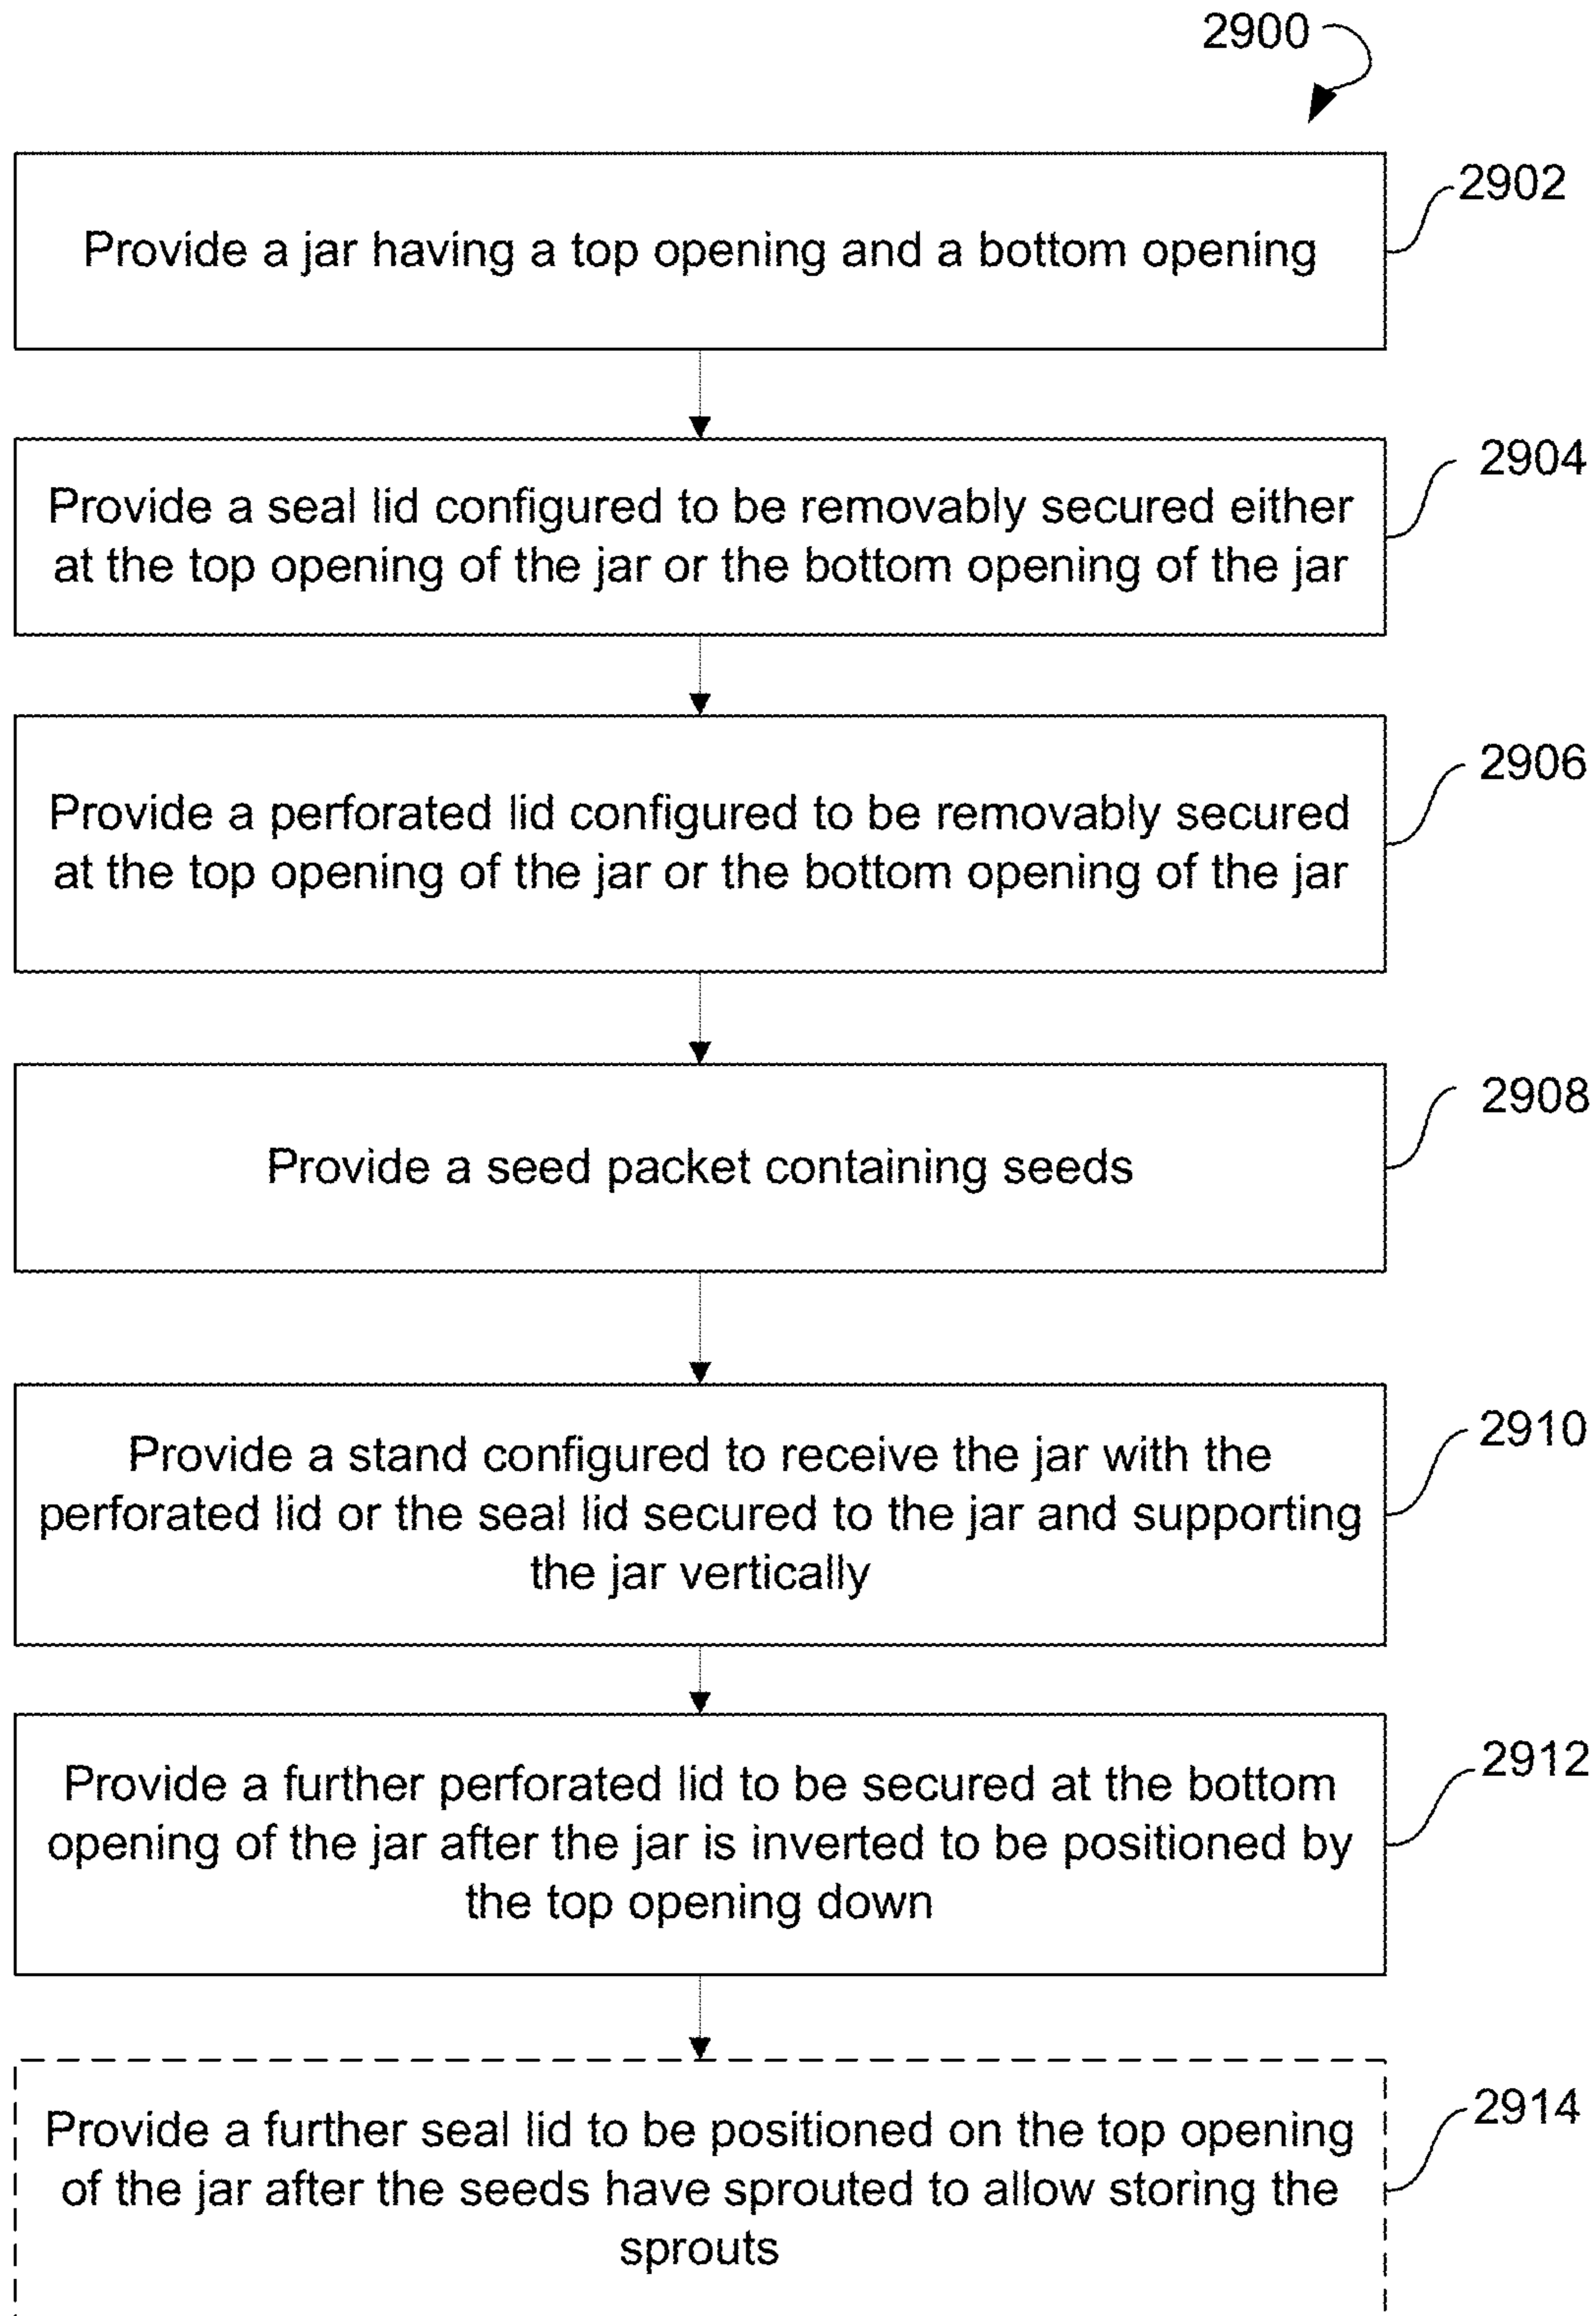 2900
2902
Provide a jar having a top opening and a bottom opening
2904
Provide a seal lid configured to be removably secured either
at the top opening of the jar or the bottom opening of the jar
2906
Provide a perforated lid configured to be removably secured
at the top opening of the jar or the bottom opening of the jar
2908
Provide a seed packet containing seeds
2910
Provide a stand configured to receive the jar with the
perforated lid or the seal lid secured to the jar and supporting
the jar vertically
2912
Provide a further perforated lid to be secured at the bottom
opening of the jar after the jar is inverted to be positioned by
the top opening down
2914
Provide a further seal lid to be positioned on the top opening
of the jar after the seeds have sprouted to allow storing the
sprouts